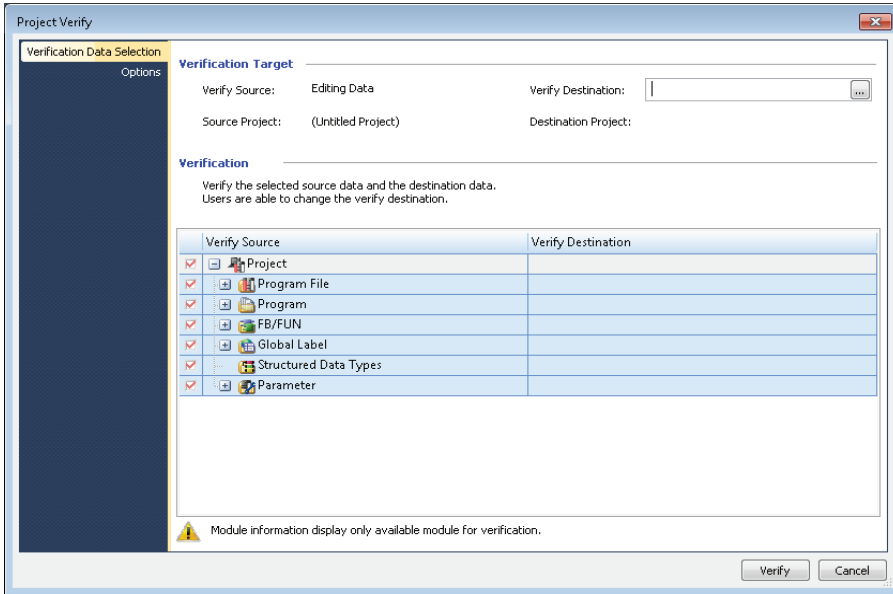 Project Verify
Verification Data Selection
Options
Verification Target
Verify Source: Editing Data Verify Destination: ...
Source Project: (Untitled Project) Destination Project:
Verification
Verify the selected source data and the destination data.
Users are able to change the verify destination.
Verify Source Verify Destination
Project
Program File
Program
FB/FUN
Global Label
Structured Data Types
Parameter
Module information display only available module for verification.
Verify Cancel